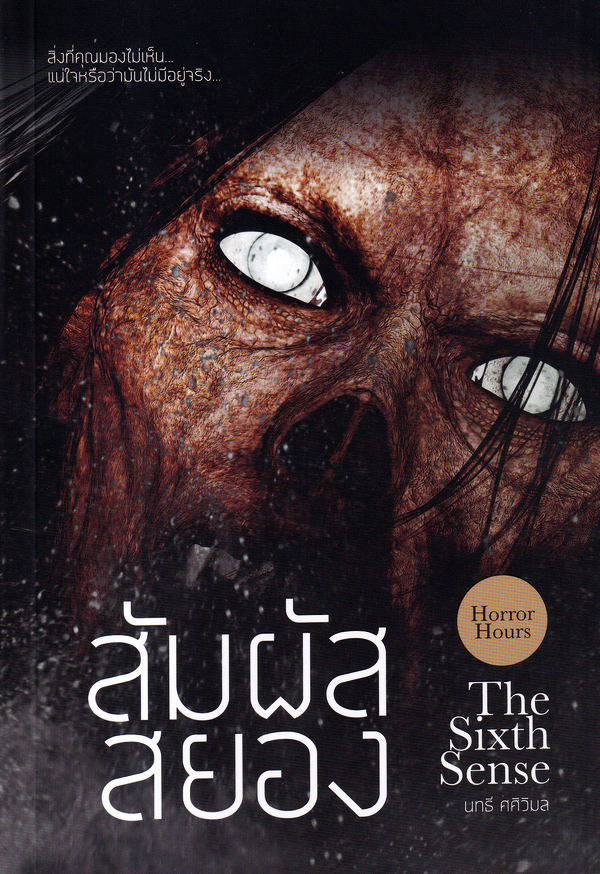 สิ่งที่คุณมองไม่เห็น...
แน่ใจหรือว่ามันไม่มีอยู่จริง...
สัมผัส
สยอง
Horror
Hours
The
Sixth
Sense
นทธี ศศิวิมล